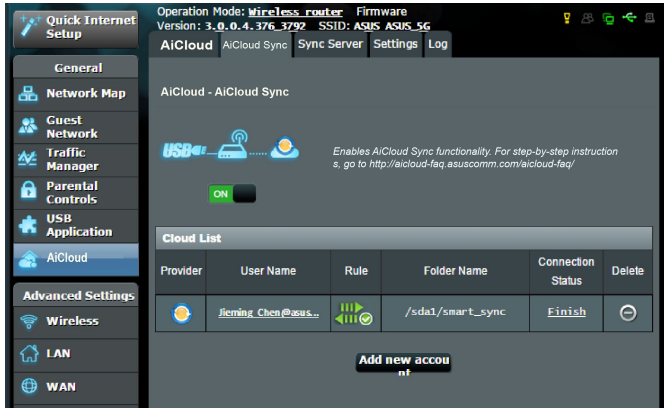 Quick Internet
Setup
General
Network Map
Guest
Network
Traffic
Manager
Parental
Controls
USB
Application
AiCloud
Advanced Settings
Wireless
LAN
WAN
Operation Mode: Wireless router Firmware
Version: 3.0.0.4.376_3792 SSID: ASUS ASUS_5G
AiCloud AiCloud Sync Sync Server Settings Log
AiCloud - AiCloud Sync
USB
Enables AiCloud Sync functionality. For step-by-step instruction
s, go to http://aicloud-faq.asuscomm.com/aicloud-faq/
ON
Cloud List
Provider User Name Rule Folder Name Connection Status Delete
Jieming_Chen@asus... /sda1/smart_sync Finish
Add new accou
nt